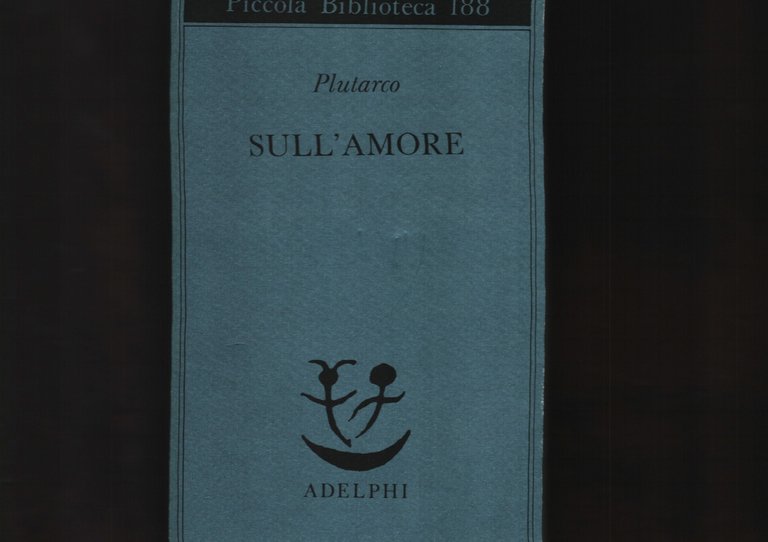 Piccola Biblioteca 188
Plutarco
SULL'AMORE
ADELPHI